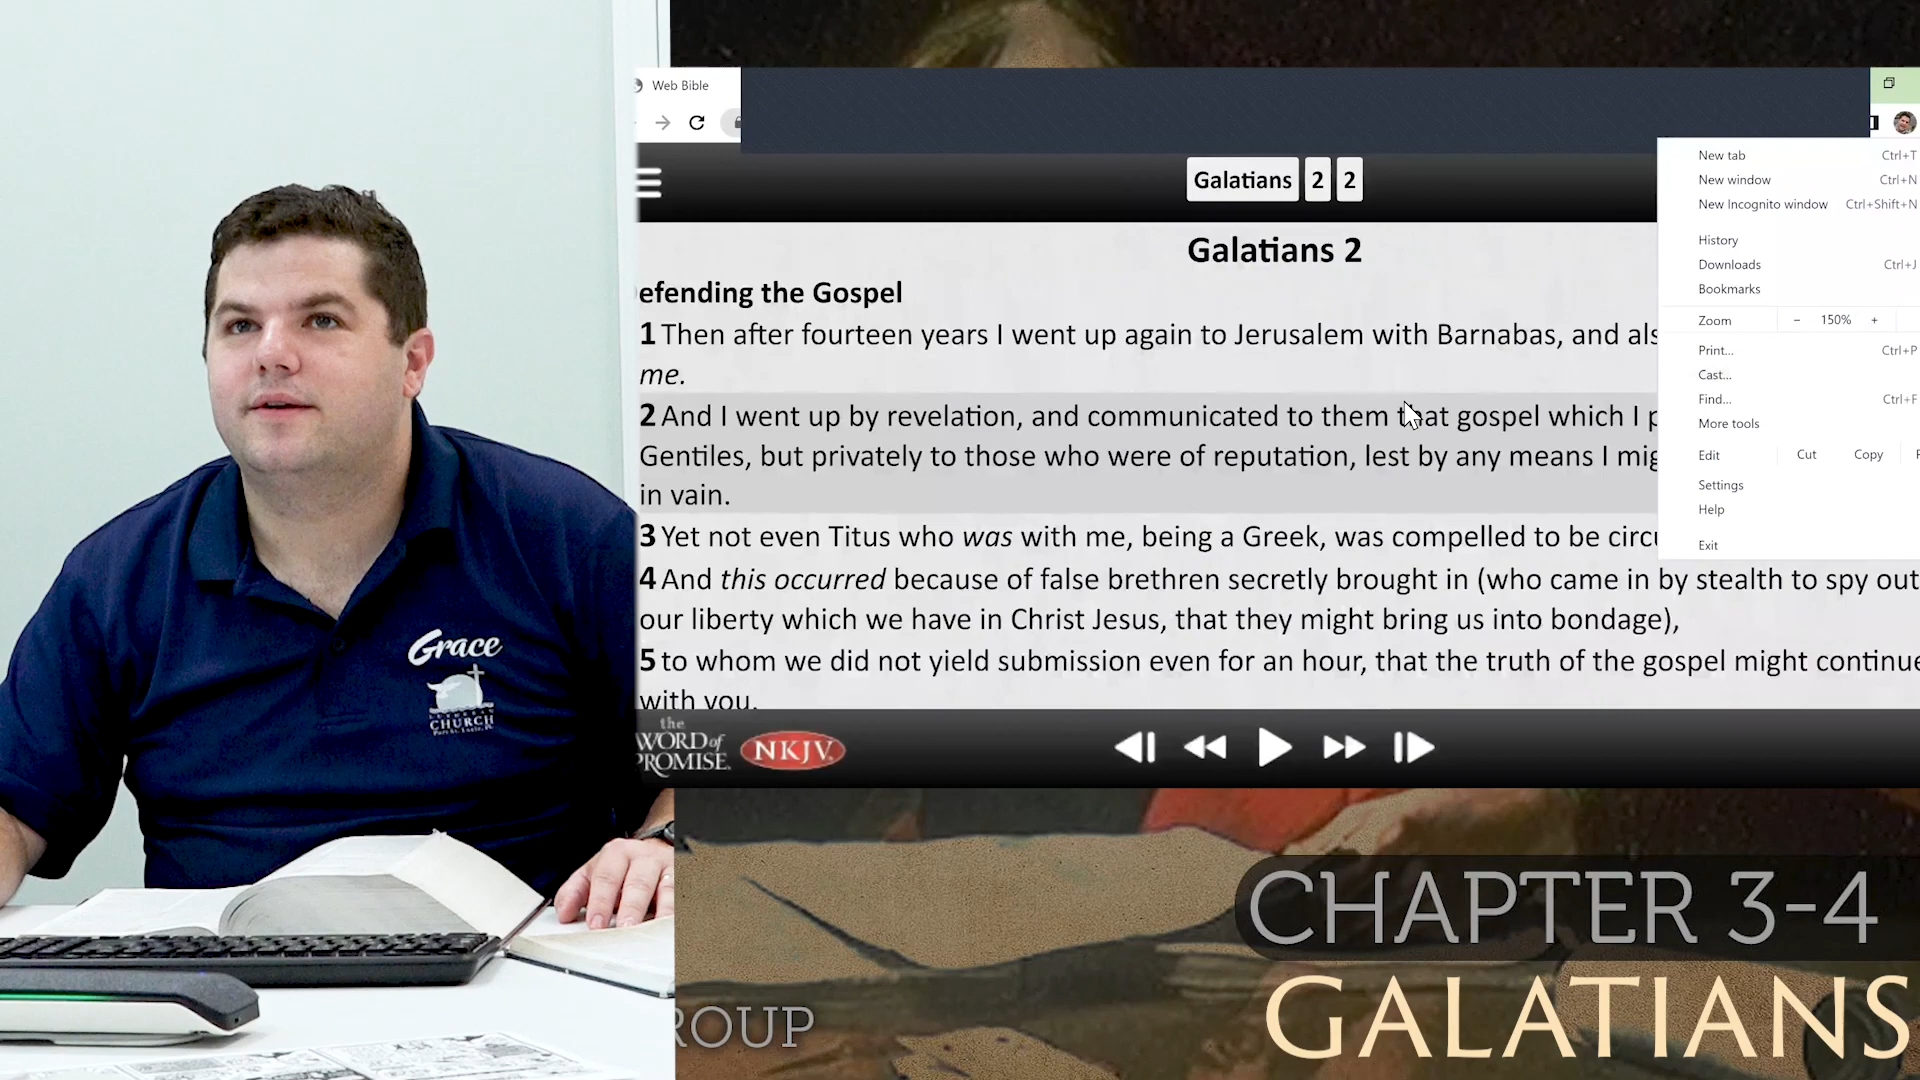 Web Bible
Galatians 2 2
Galatians 2
efending the Gospel
1 Then after fourteen years I went up again to Jerusalem with Barnabas, and als
me.
2 And I went up by revelation, and communicated to them that gospel which I p
Gentiles, but privately to those who were of reputation, lest by any means I mig
in vain.
3 Yet not even Titus who was with me, being a Greek, was compelled to be circu
4 And this occurred because of false brethren secretly brought in (who came in by stealth to spy out
our liberty which we have in Christ Jesus, that they might bring us into bondage),
5 to whom we did not yield submission even for an hour, that the truth of the gospel might continue
with you.
the
WORD of
PROMISE
NKJV
New tab Ctrl+T
New window Ctrl+N
New Incognito window Ctrl+Shift+N
History
Downloads Ctrl+J
Bookmarks
Zoom − 150% +
Print... Ctrl+P
Cast...
Find... Ctrl+F
More tools
Edit Cut Copy P
Settings
Help
Exit
Grace
LUTHERAN
CHURCH
Port St. Lucie, FL
CHAPTER 3-4
GALATIANS
ROUP